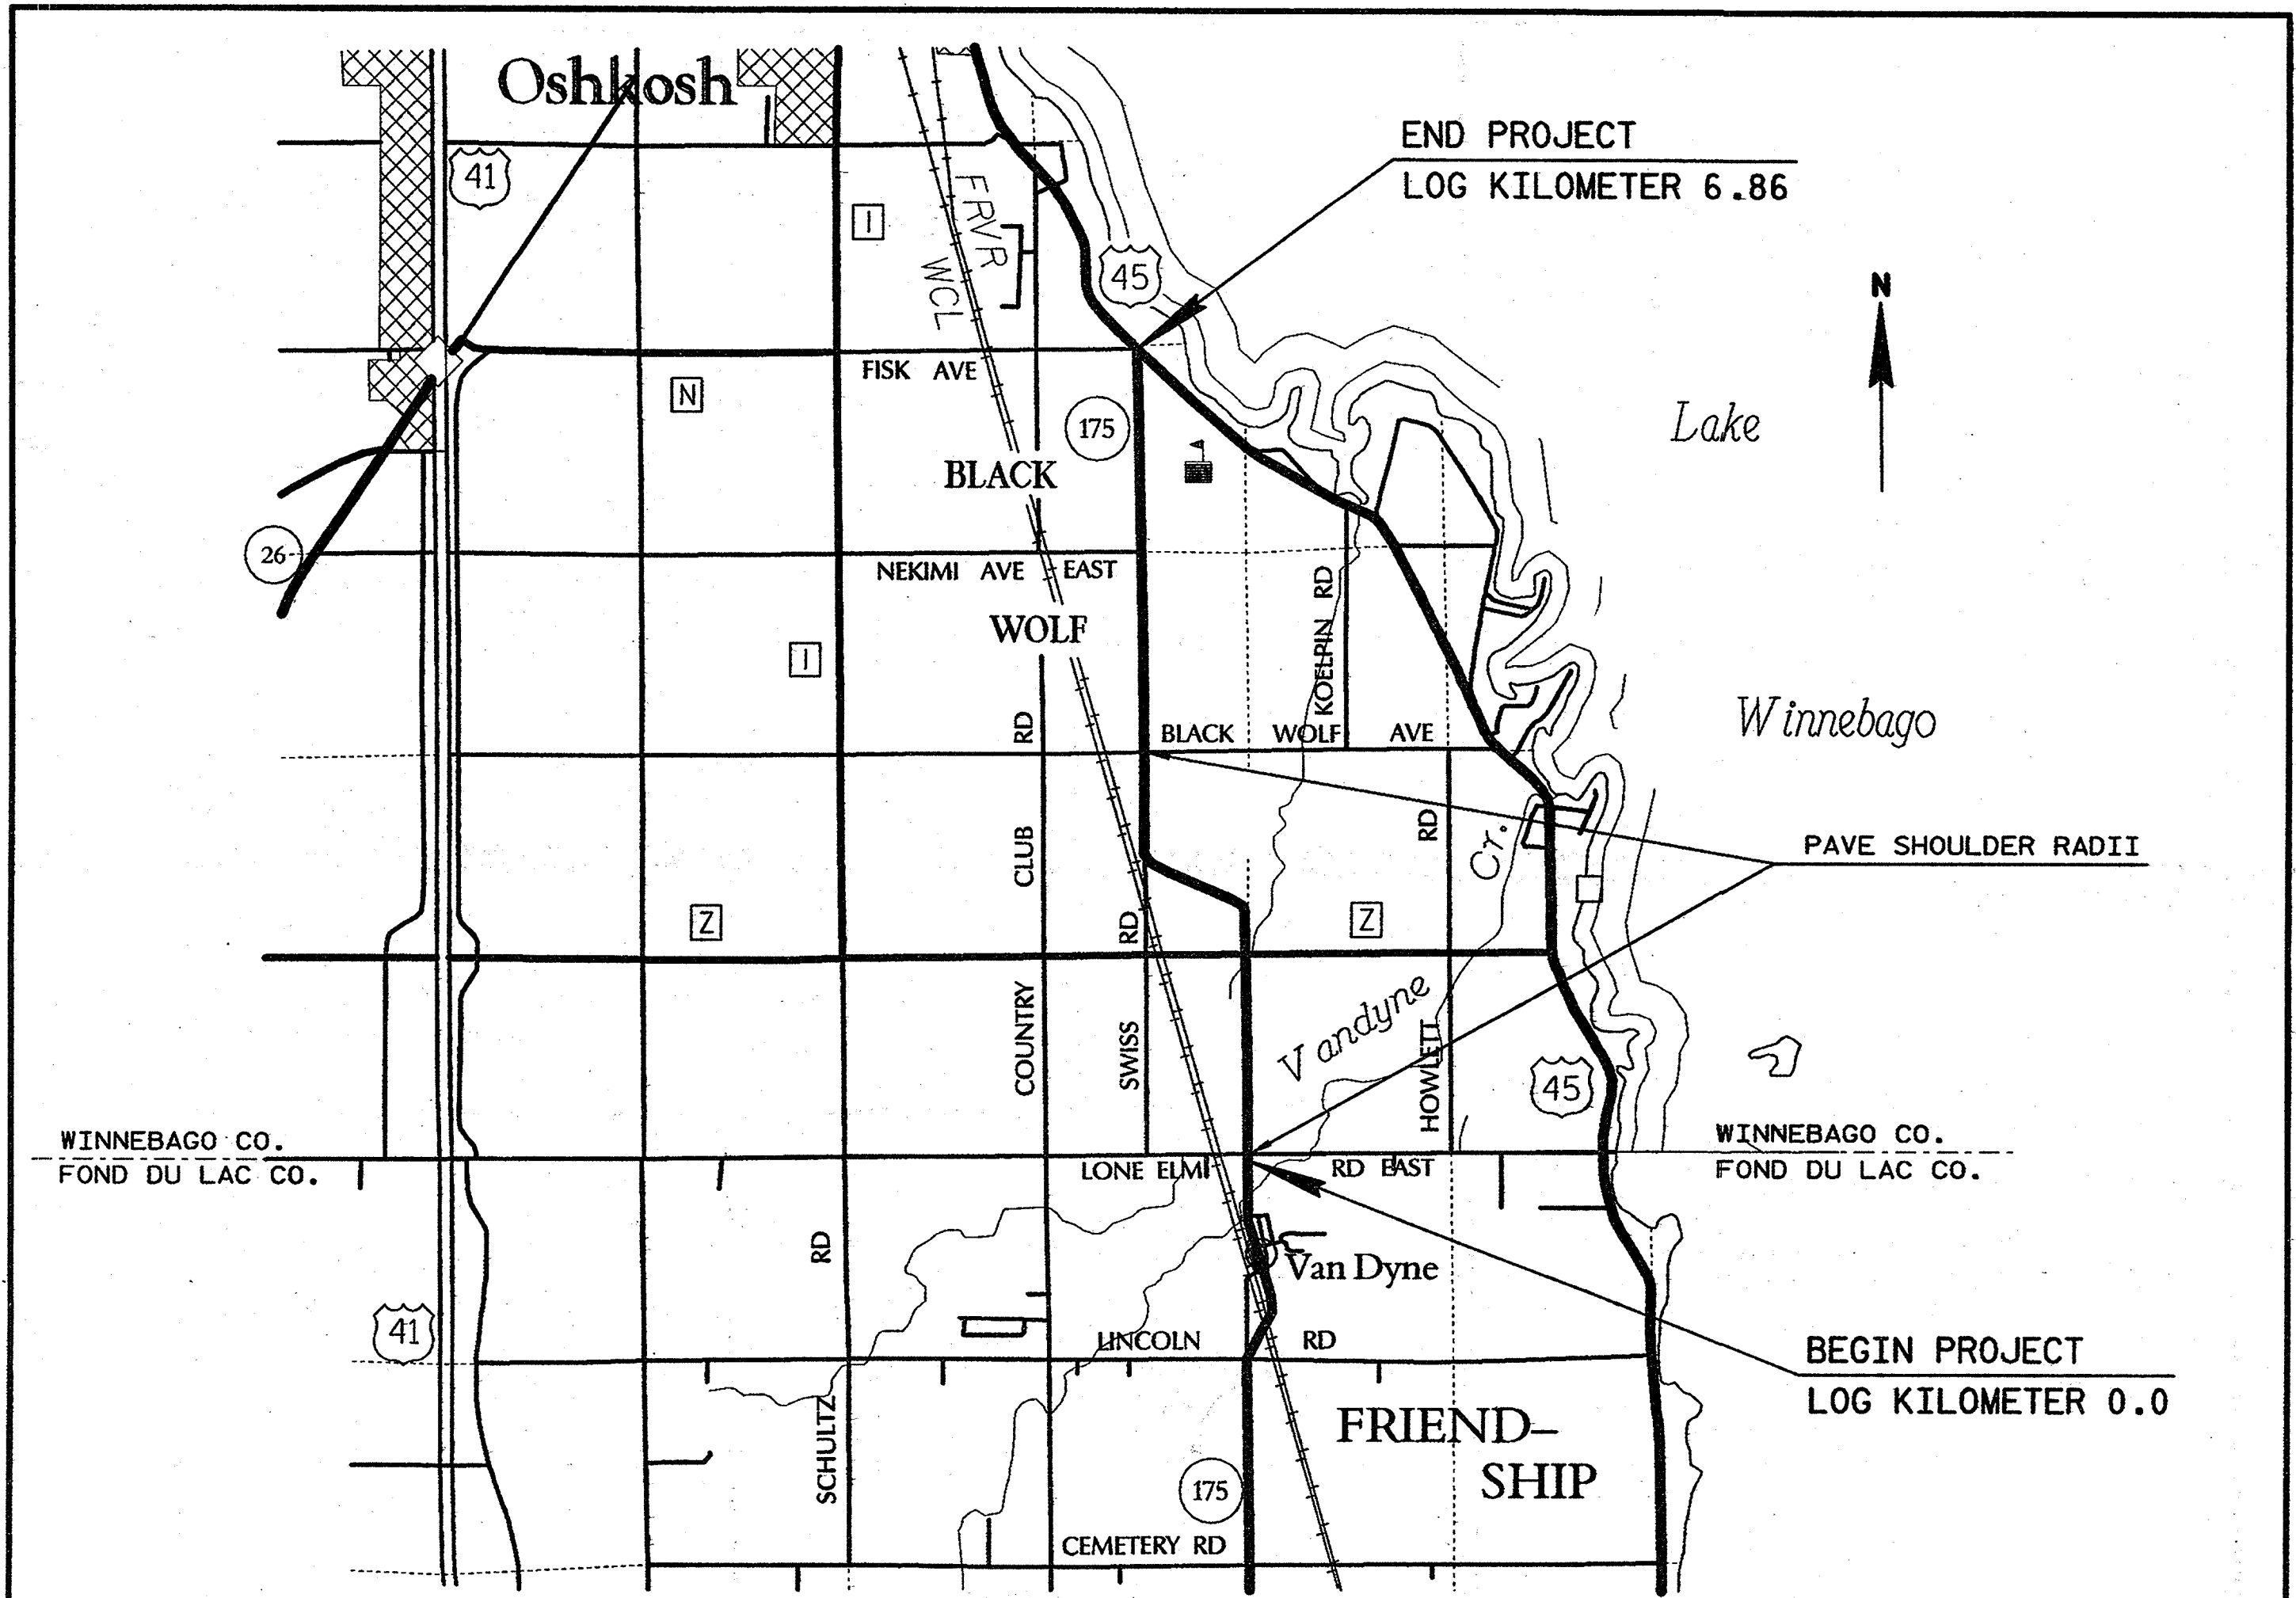 Oshkosh
END PROJECT
LOG KILOMETER 6.86
41
I
FRVR
WCL
45
N
FISK AVE
N
175
Lake
BLACK
26
NEKIMI AVE EAST
KOELPIN RD
WOLF
I
Winnebago
BLACK WOLF AVE
COUNTRY CLUB RD
SWISS RD
HOWLETT RD
PAVE SHOULDER RADII
Z
Z
Vandyne Cr.
45
WINNEBAGO CO.
FOND DU LAC CO.
WINNEBAGO CO.
FOND DU LAC CO.
LONE ELM RD EAST
SCHULTZ RD
Van Dyne
41
LINCOLN RD
BEGIN PROJECT
LOG KILOMETER 0.0
FRIEND-
SHIP
175
CEMETERY RD